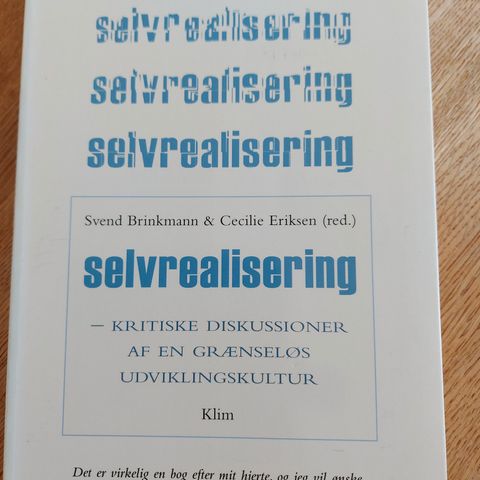 selvrealisering
selvrealisering
selvrealisering
Svend Brinkmann & Cecilie Eriksen (red.)
selvrealisering
– KRITISKE DISKUSSIONER
AF EN GRÆNSELØS
UDVIKLINGSKULTUR
Klim
Det er virkelig en bog efter mit hjerte, og jeg vil ønske